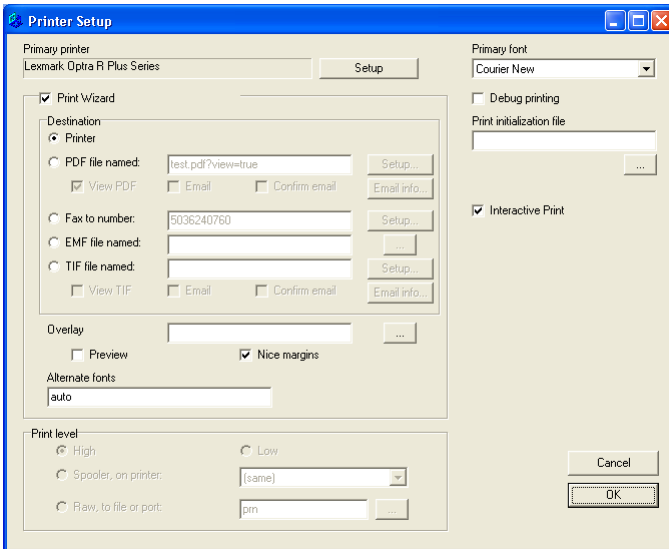 Printer Setup
Primary printer
Lexmark Optra R Plus Series
Setup
Primary font
Courier New
Print Wizard
Debug printing
Destination
Print initialization file
Printer
PDF file named:
test.pdf?view=true
Setup...
...
View PDF
Email
Confirm email
Email info...
Fax to number:
5036240760
Setup...
Interactive Print
EMF file named:
...
TIF file named:
Setup...
View TIF
Email
Confirm email
Email info...
Overlay
...
Preview
Nice margins
Alternate fonts
auto
Print level
High
Low
Spooler, on printer:
(same)
Raw, to file or port:
prn
...
Cancel
OK